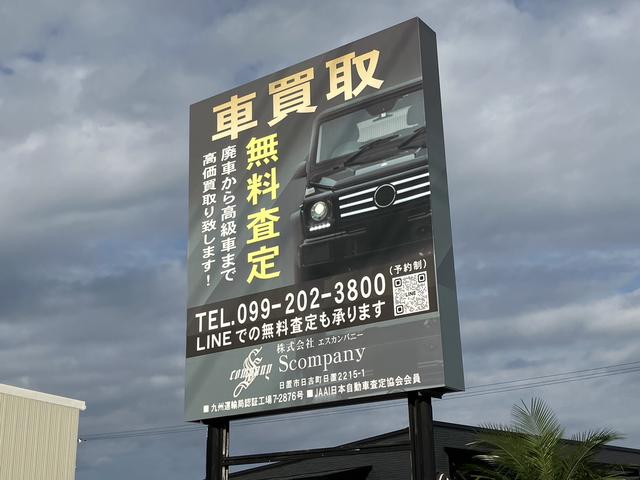 車買取
無料査定
廃車から高級車まで
高価買取り致します!
TEL.099-202-3800
(予約制)
LINE
LINEでの無料査定も承ります
S company
株式会社 エスカンパニー
Scompany
日置市日吉町日置2215-1
■九州運輸局認証工場7-2876号 ■JAAI日本自動車査定協会会員